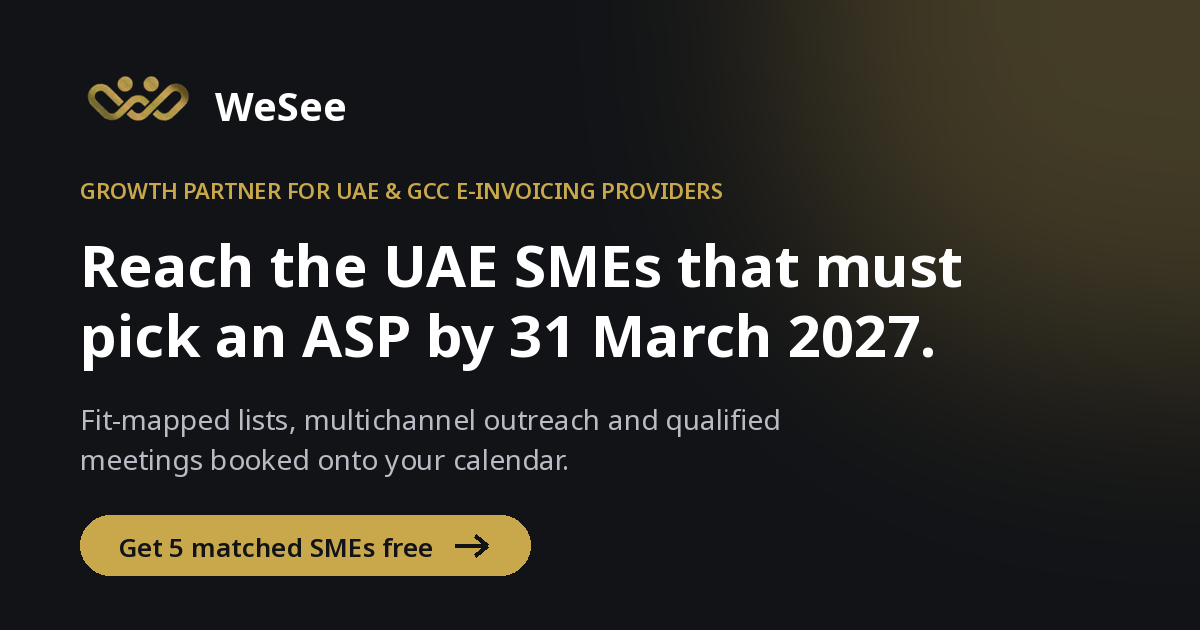 WeSee
GROWTH PARTNER FOR UAE & GCC E-INVOICING PROVIDERS
Reach the UAE SMEs that must
pick an ASP by 31 March 2027.
Fit-mapped lists, multichannel outreach and qualified
meetings booked onto your calendar.
Get 5 matched SMEs free →